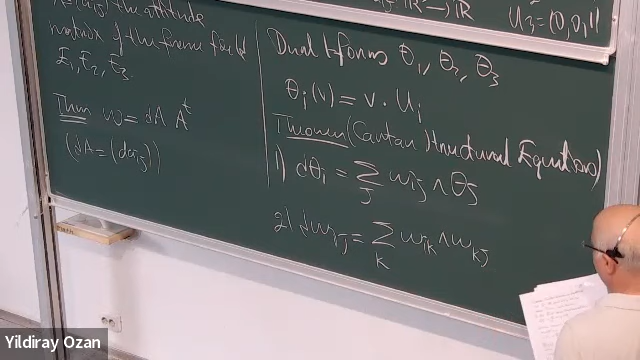 the attitude
matrix of the frame field
E₁, E₂, E₃.
Thm ω = dA Aᵗ
(dA = (daᵢⱼ))
U₃ = (0,0,1)
Dual 1-forms θ₁, θ₂, θ₃
θᵢ(v) = v · Uᵢ
Theorem (Cartan Structural Equations)
1) dθᵢ = Σⱼ ωᵢⱼ ∧ θⱼ
2) dωᵢⱼ = Σₖ ωᵢₖ ∧ ωₖⱼ
Yildiray Ozan